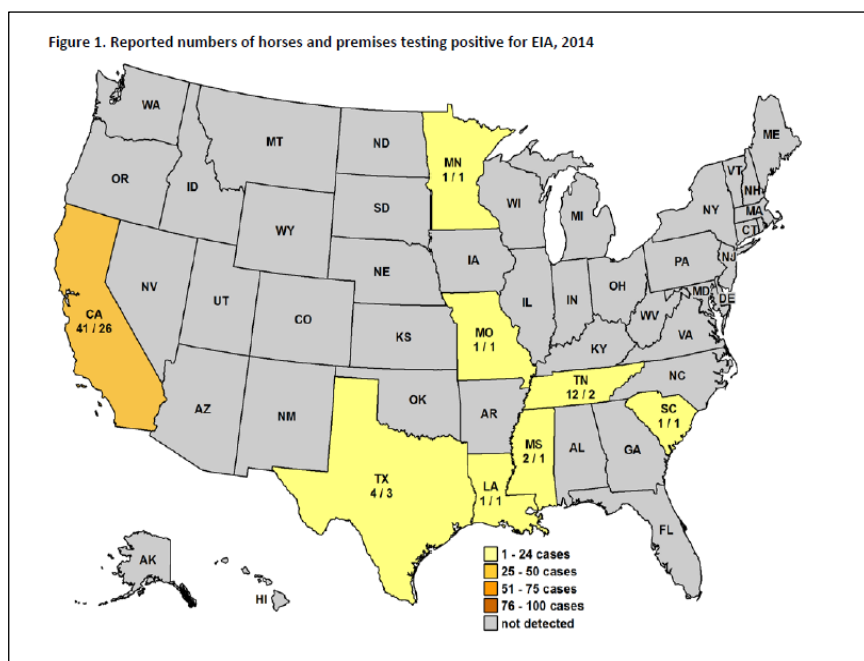 Figure 1. Reported numbers of horses and premises testing positive for EIA, 2014
WA
MT
ND
MN
1 / 1
ME
OR
ID
SD
WI
MI
VT
NH
NY
MA
CT
WY
IA
PA
NJ
NE
NV
UT
CO
IL
IN
OH
MD
DE
WV
VA
CA
41 / 26
KS
MO
1 / 1
KY
NC
TN
12 / 2
AZ
NM
OK
AR
SC
1 / 1
MS
2 / 1
AL
GA
TX
4 / 3
LA
1 / 1
FL
AK
HI
1 - 24 cases
25 - 50 cases
51 - 75 cases
76 - 100 cases
not detected